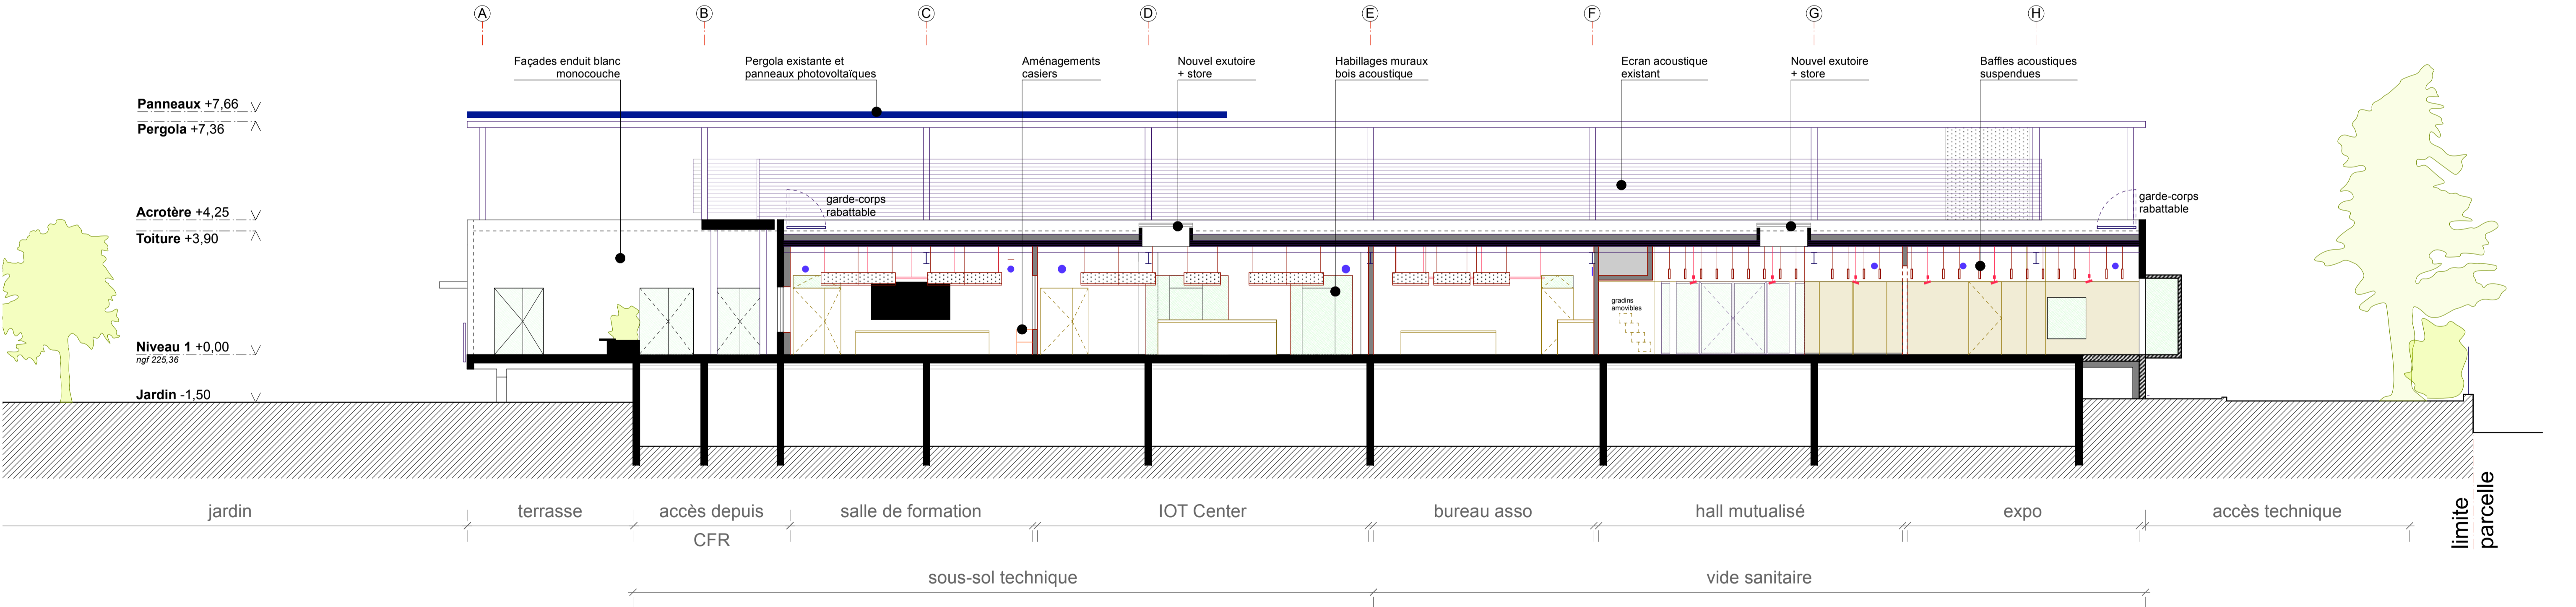 A B C D E F G H
Façades enduit blanc
monocouche
Pergola existante et
panneaux photovoltaïques
Aménagements
casiers
Nouvel exutoire
+ store
Habillages muraux
bois acoustique
Ecran acoustique
existant
Nouvel exutoire
+ store
Baffles acoustiques
suspendues
Panneaux +7,66
Pergola +7,36
Acrotère +4,25
Toiture +3,90
Niveau 1 +0,00
ngf 225,36
Jardin -1,50
garde-corps
rabattable
garde-corps
rabattable
gradins
amovibles
jardin
terrasse
accès depuis
CFR
salle de formation
IOT Center
bureau asso
hall mutualisé
expo
accès technique
limite
parcelle
sous-sol technique
vide sanitaire